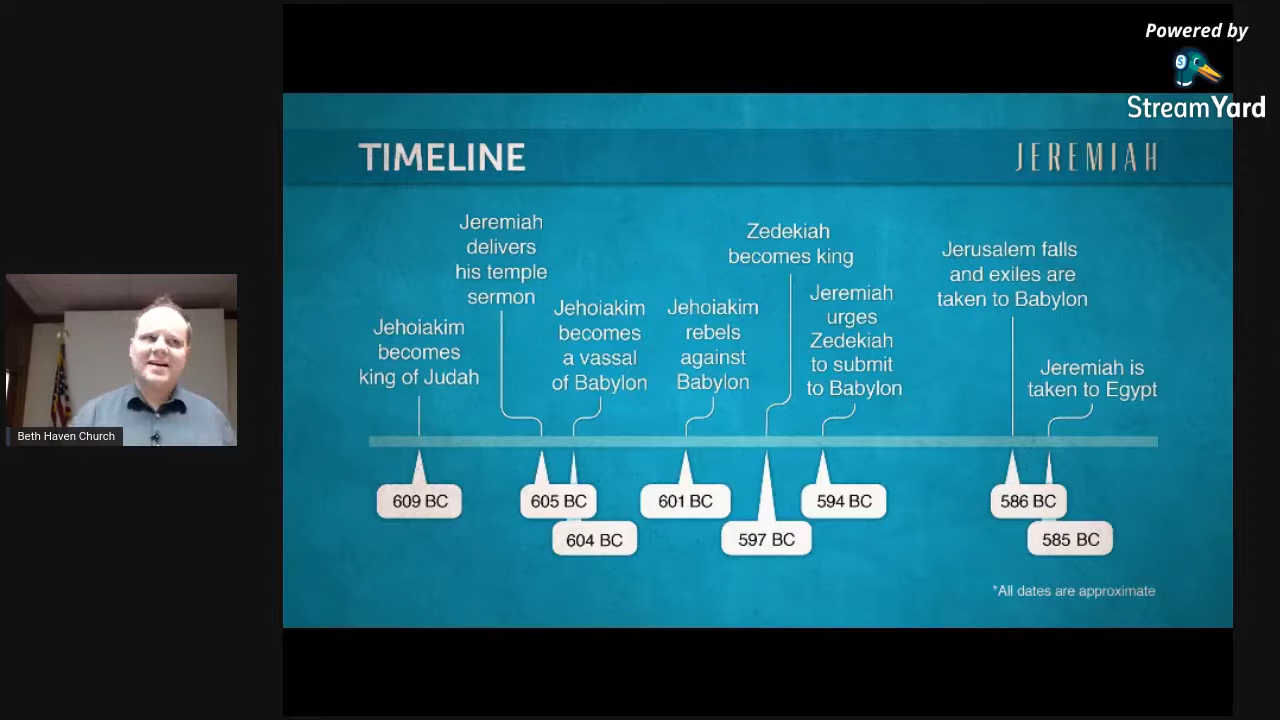 Powered by
StreamYard
TIMELINE
JEREMIAH
Jehoiakim
becomes
king of Judah
Jeremiah
delivers
his temple
sermon
Jehoiakim
becomes
a vassal
of Babylon
Jehoiakim
rebels
against
Babylon
Zedekiah
becomes king
Jeremiah
urges
Zedekiah
to submit
to Babylon
Jerusalem falls
and exiles are
taken to Babylon
Jeremiah is
taken to Egypt
609 BC
605 BC
604 BC
601 BC
597 BC
594 BC
586 BC
585 BC
*All dates are approximate
Beth Haven Church